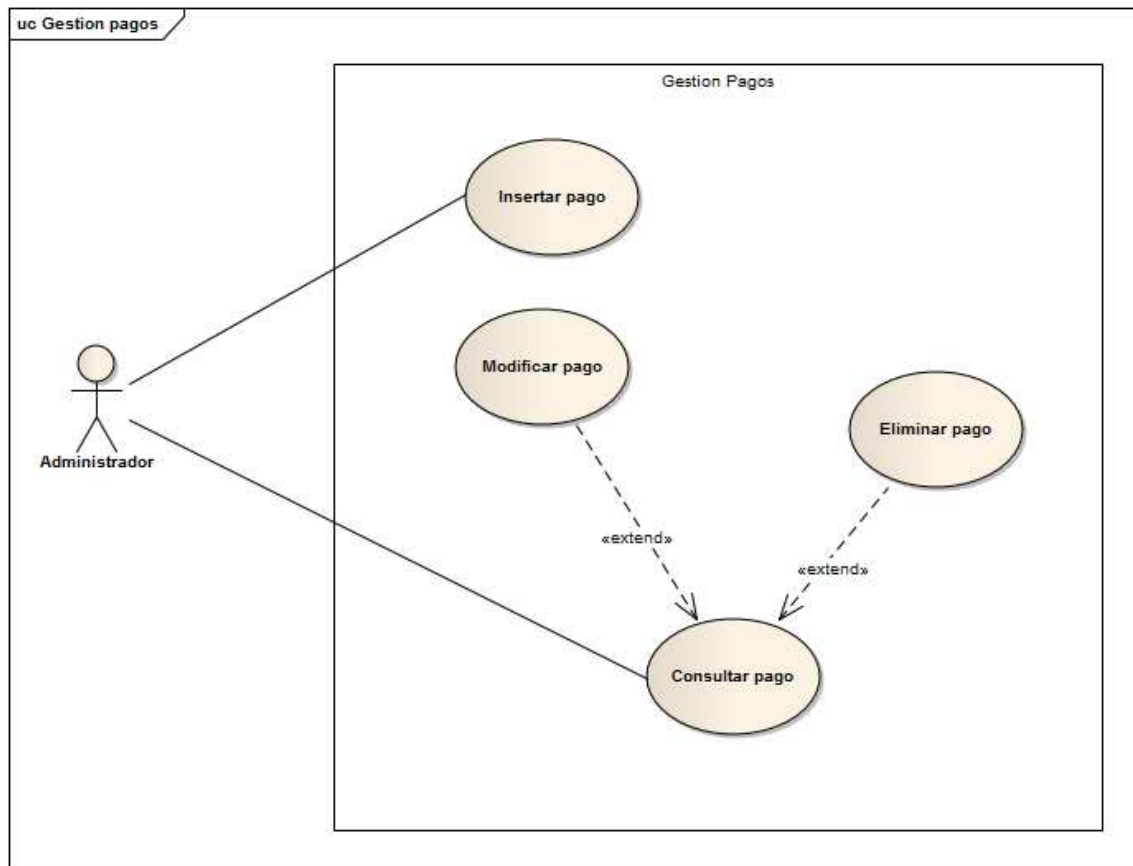 uc Gestion pagos
Gestion Pagos
Insertar pago
Modificar pago
Eliminar pago
Administrador
«extend»
«extend»
Consultar pago